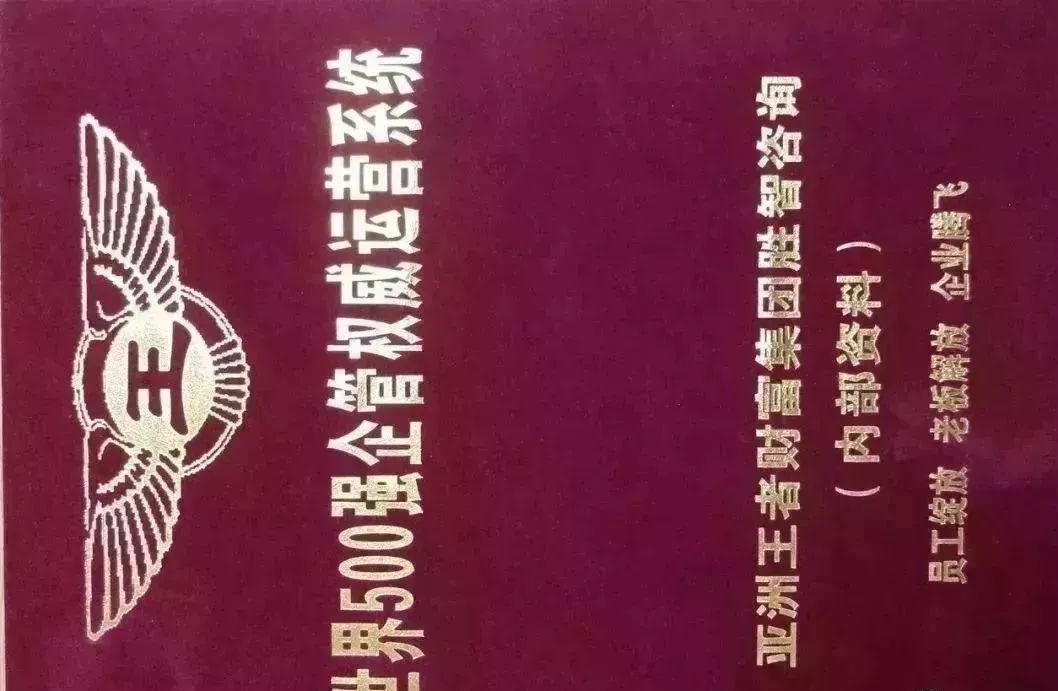 王
世界500强企管权威运营系统
亚洲王者财富集团胜智咨询
（内部资料）
员工绽放 老板解放 企业腾飞